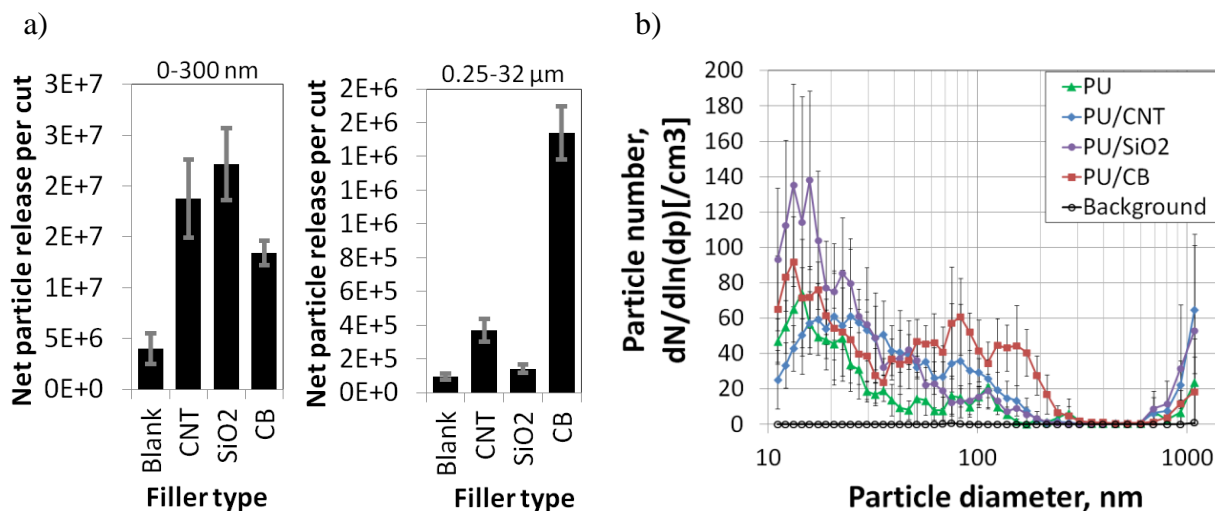 a)
Net particle release per cut
0-300 nm
3E+7
3E+7
2E+7
2E+7
1E+7
5E+6
0E+0
Blank
CNT
SiO2
CB
Filler type
Net particle release per cut
0.25-32 µm
2E+6
2E+6
1E+6
1E+6
1E+6
8E+5
6E+5
4E+5
2E+5
0E+0
Blank
CNT
SiO2
CB
Filler type
b)
Particle number,
dN/dln(dp)[/cm3]
200
180
160
140
120
100
80
60
40
20
0
PU
PU/CNT
PU/SiO2
PU/CB
Background
10
100
1000
Particle diameter, nm